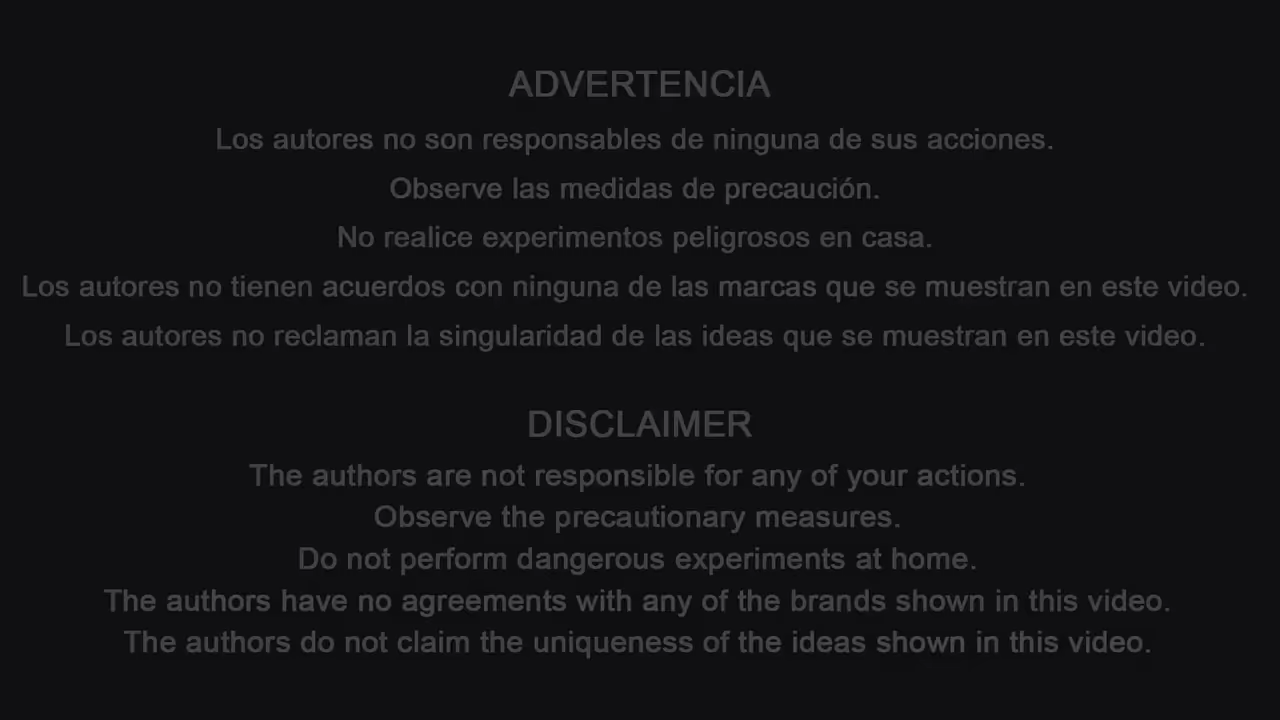 ADVERTENCIA
Los autores no son responsables de ninguna de sus acciones.
Observe las medidas de precaución.
No realice experimentos peligrosos en casa.
Los autores no tienen acuerdos con ninguna de las marcas que se muestran en este video.
Los autores no reclaman la singularidad de las ideas que se muestran en este video.
DISCLAIMER
The authors are not responsible for any of your actions.
Observe the precautionary measures.
Do not perform dangerous experiments at home.
The authors have no agreements with any of the brands shown in this video.
The authors do not claim the uniqueness of the ideas shown in this video.